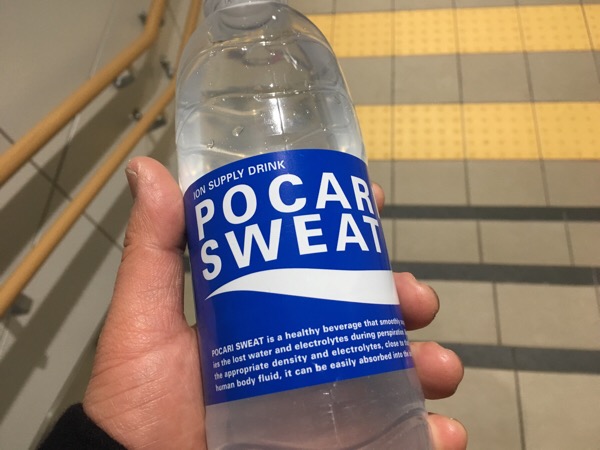 ION SUPPLY DRINK
POCARI
SWEAT
POCARI SWEAT is a healthy beverage that smoothly
ies the lost water and electrolytes during perspiration
the appropriate density and electrolytes, close to
human body fluid, it can be easily absorbed into the